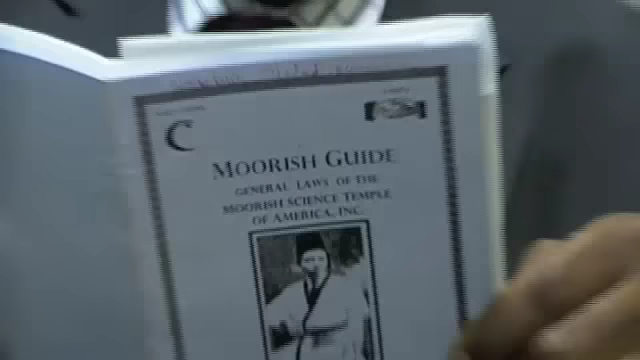 C
MOORISH GUIDE
GENERAL LAWS OF THE
MOORISH SCIENCE TEMPLE
OF AMERICA, INC.